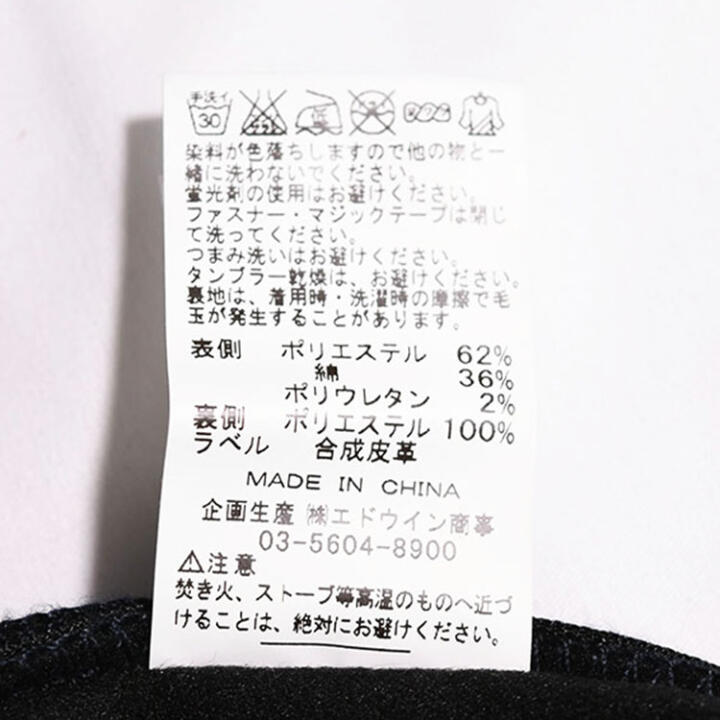 手洗イ
30
低
染料が色落ちしますので他の物と一
緒に洗わないでください。
蛍光剤の使用はお避けください。
ファスナー・マジックテープは閉じ
て洗ってください。
つまみ洗いはお避けください。
タンブラー乾燥は、お避けください。
裏地は、着用時・洗濯時の摩擦で毛
玉が発生することがあります。
表側 ポリエステル 62%
綿 36%
ポリウレタン 2%
裏側 ポリエステル 100%
ラベル 合成皮革
MADE IN CHINA
企画生産 ㈱エドウイン商事
03-5604-8900
⚠注意
焚き火、ストーブ等高温のものへ近づ
けることは、絶対にお避けください。